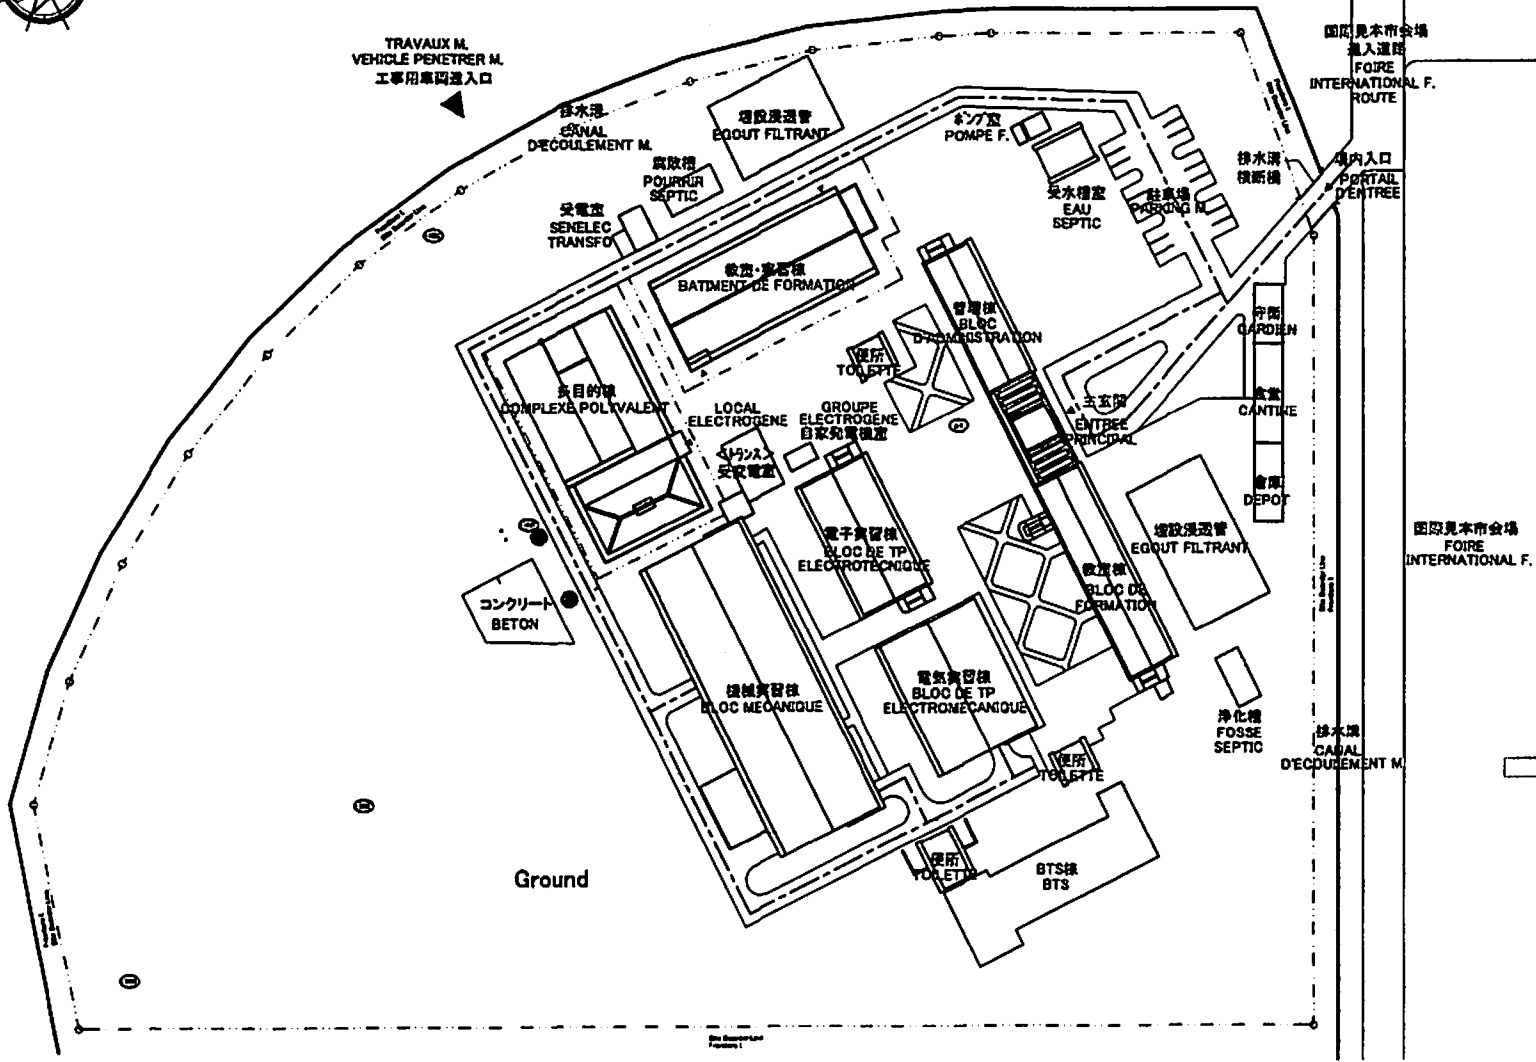 TRAVAUX M.
VEHICLE PENETRER M.
工事用車両進入口
排水溝
CANAL
D'ECOULEMENT M.
埋設浸透管
EGOUT FILTRANT
腐敗槽
POURRIR
SEPTIC
受電室
SENELEC
TRANSFO
ポンプ室
POMPE F.
受水槽室
EAU
SEPTIC
駐車場
PARKING M.
国際見本市会場
進入道路
FOIRE
INTERNATIONAL F.
ROUTE
排水溝
横断橋
構内入口
PORTAIL
D'ENTREE
教室・実習棟
BATIMENT DE FORMATION
管理棟
BLOC
D'ADMINISTRATION
便所
TOILETTE
多目的棟
COMPLEXE POLYVALENT
LOCAL
ELECTROGENE
GROUPE
ELECTROGENE
自家発電機室
受変電室
主玄関
ENTREE
PRINCIPAL
守衛
GARDIEN
食堂
CANTINE
倉庫
DEPOT
電子実習棟
BLOC DE TP
ELECTROTECNIQUE
埋設浸透管
EGOUT FILTRANT
教室棟
BLOC DE
FORMATION
国際見本市会場
FOIRE
INTERNATIONAL F.
コンクリート
BETON
機械実習棟
BLOC MECANIQUE
電気実習棟
BLOC DE TP
ELECTROMECANIQUE
浄化槽
FOSSE
SEPTIC
排水溝
CANAL
D'ECOULEMENT M.
便所
TOILETTE
便所
TOILETTE
BTS棟
BTS
Ground
Site Boundary Line
Frontiere I